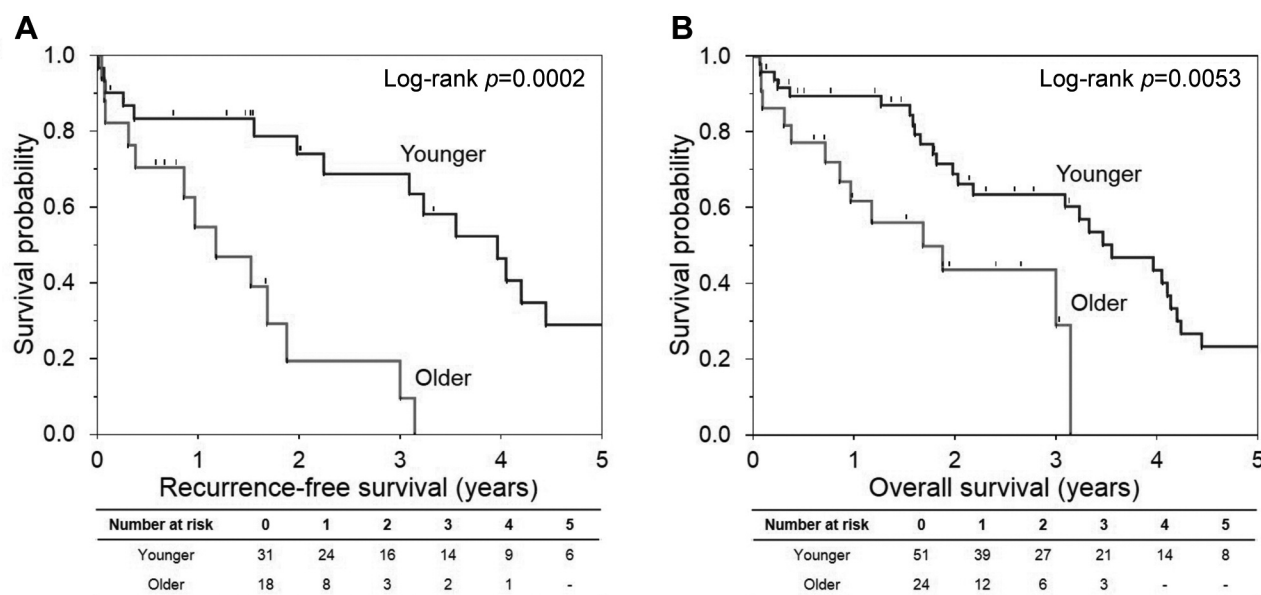 A
Log-rank p=0.0002
Survival probability
1.0
0.8
0.6
0.4
0.2
0.0
Younger
Older
0 1 2 3 4 5
Recurrence-free survival (years)
Number at risk 0 1 2 3 4 5
Younger 31 24 16 14 9 6
Older 18 8 3 2 1 -
B
Log-rank p=0.0053
Survival probability
1.0
0.8
0.6
0.4
0.2
0.0
Younger
Older
0 1 2 3 4 5
Overall survival (years)
Number at risk 0 1 2 3 4 5
Younger 51 39 27 21 14 8
Older 24 12 6 3 - -